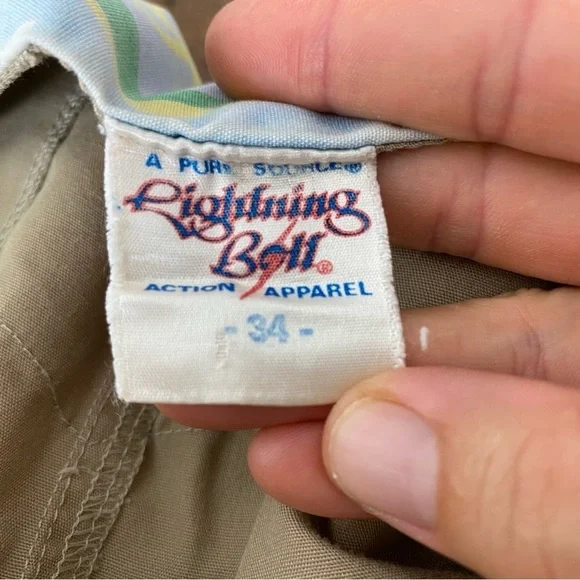 A PURE SOURCE®
Lightning
Bolt®
ACTION APPAREL
- 34 -